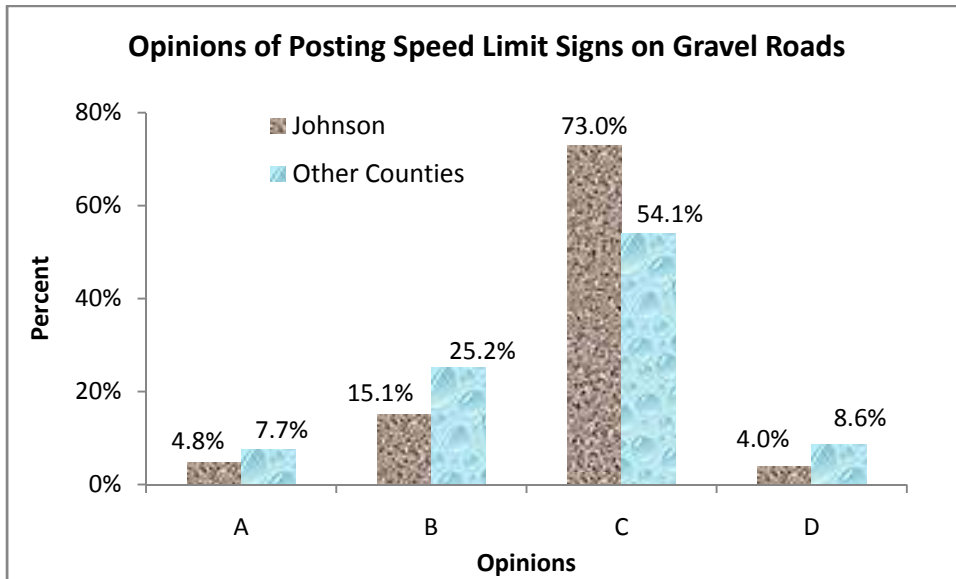 Opinions of Posting Speed Limit Signs on Gravel Roads
80%
60%
40%
20%
0%
Percent
Johnson
Other Counties
4.8%
7.7%
15.1%
25.2%
73.0%
54.1%
4.0%
8.6%
A
B
C
D
Opinions